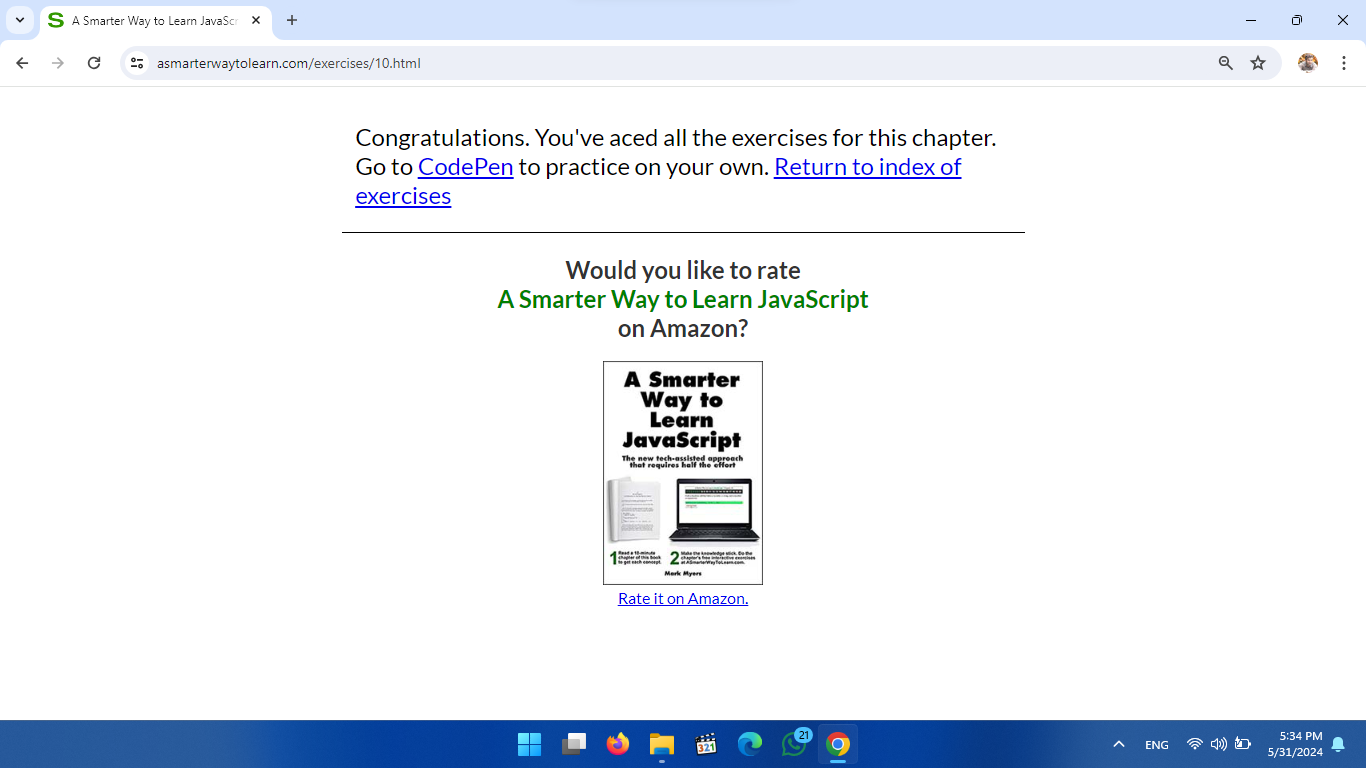 A Smarter Way to Learn JavaScr
asmarterwaytolearn.com/exercises/10.html
Congratulations. You've aced all the exercises for this chapter.
Go to CodePen to practice on your own. Return to index of
exercises
Would you like to rate
A Smarter Way to Learn JavaScript
on Amazon?
A Smarter
Way to
Learn
JavaScript
The new tech-assisted approach
that requires half the effort
1 Read a 10-minute
chapter of this book
to get each concept.
2 Make the knowledge stick. Do the
chapter's free interactive exercises
at ASmarterWayToLearn.com.
Mark Myers
Rate it on Amazon.
321
21
ENG
5:34 PM
5/31/2024